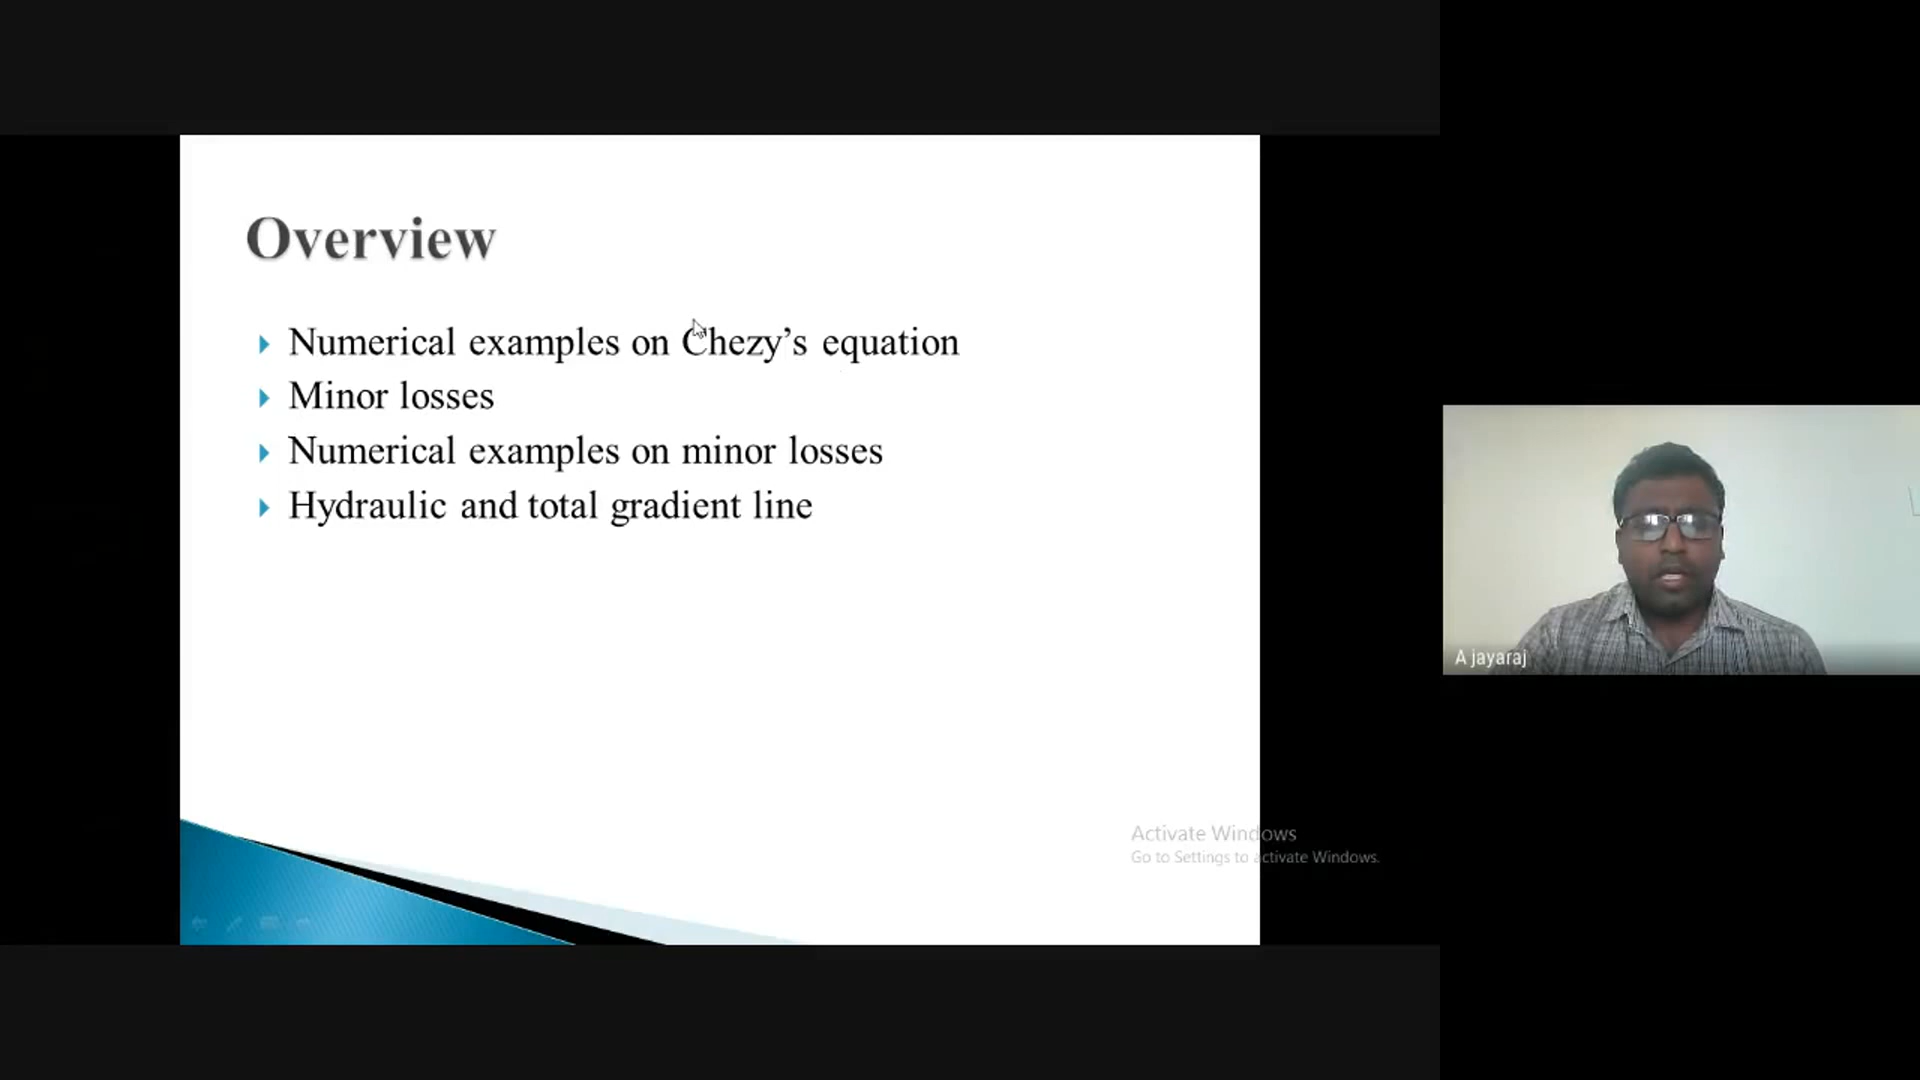 Overview
Numerical examples on Chezy’s equation
Minor losses
Numerical examples on minor losses
Hydraulic and total gradient line
Activate Windows
Go to Settings to activate Windows.
A jayaraj